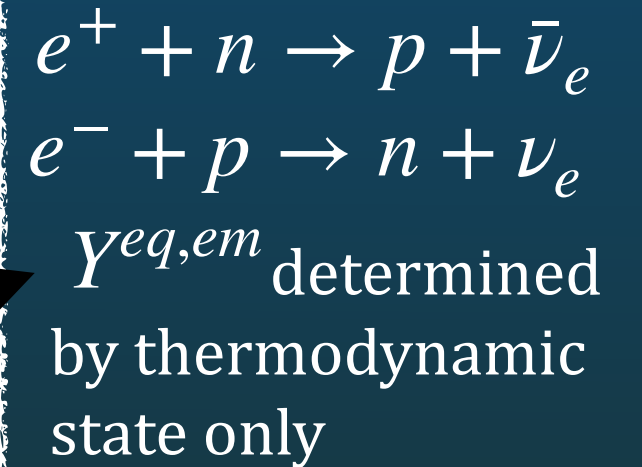 e⁺ + n → p + ν̄ₑ
e⁻ + p → n + νₑ
Y^{eq,em} determined
by thermodynamic
state only